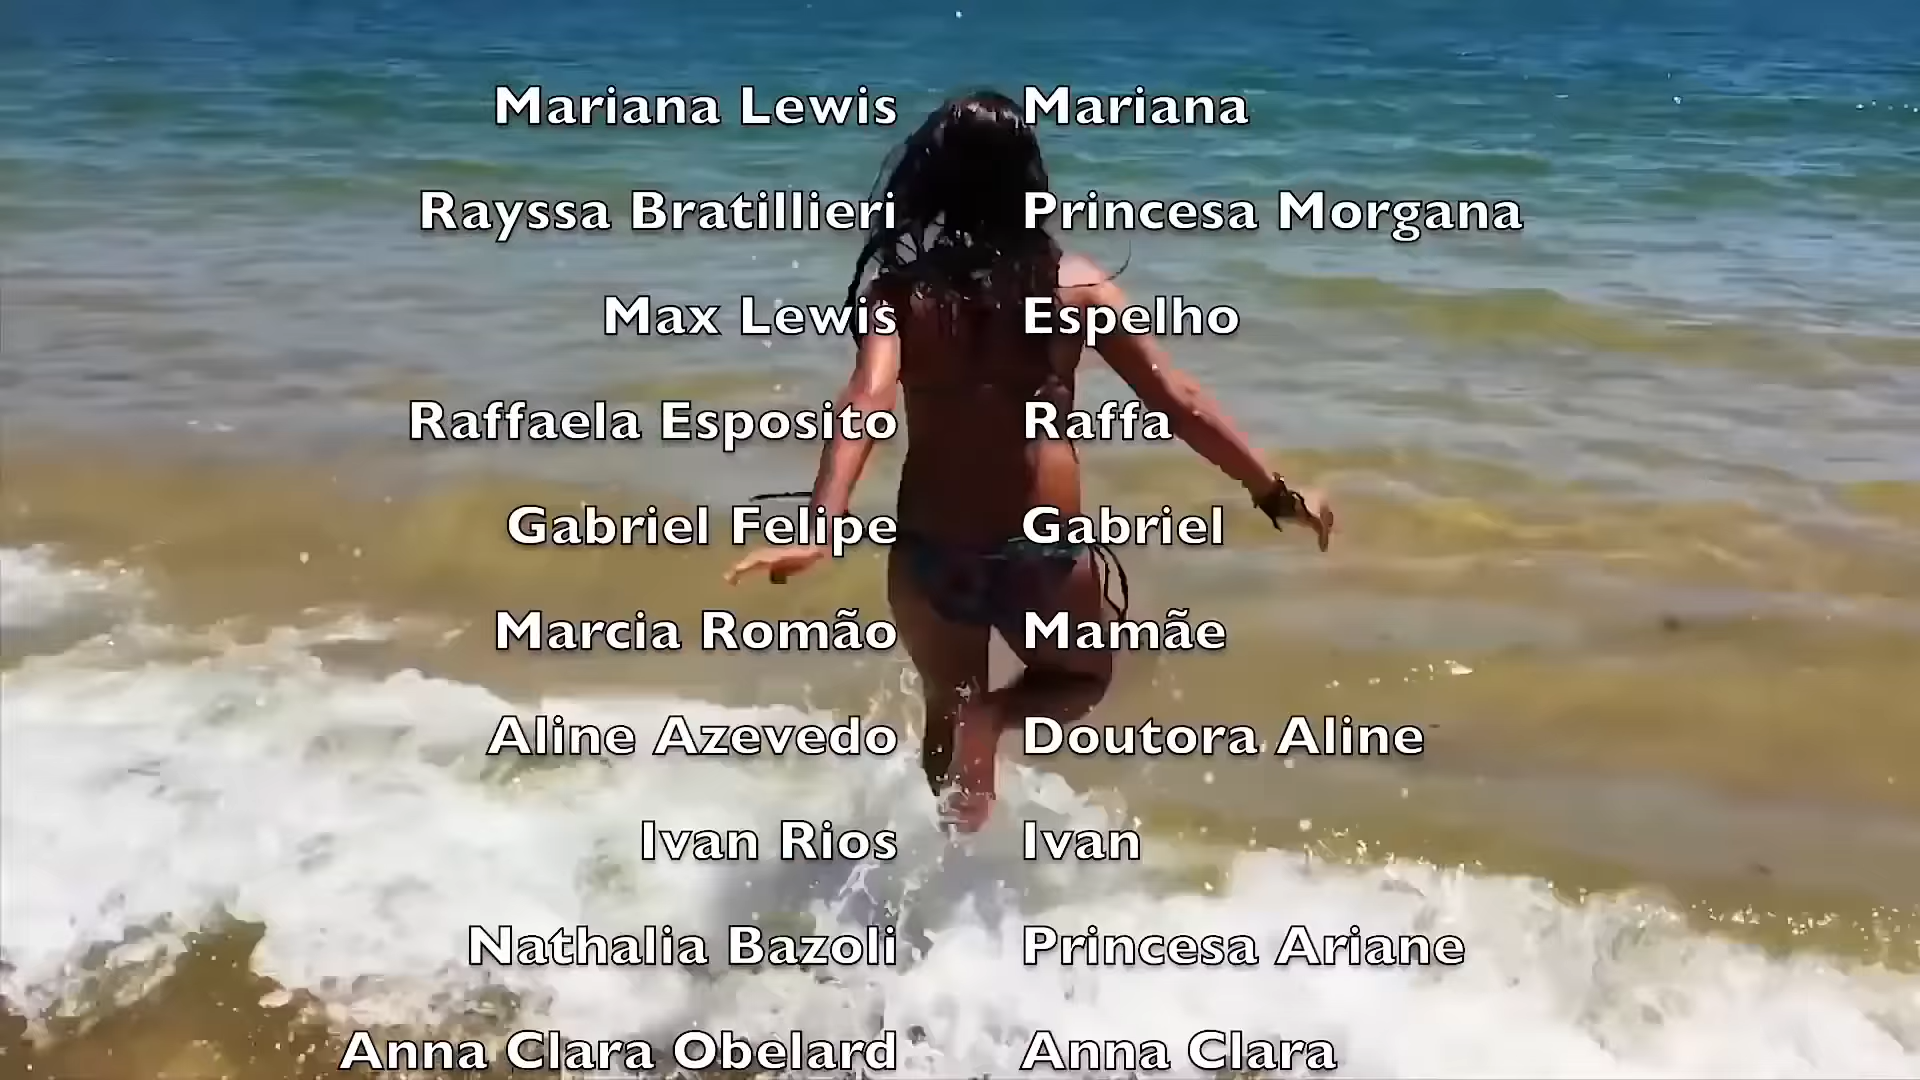 Mariana Lewis Mariana
Rayssa Bratillieri Princesa Morgana
Max Lewis Espelho
Raffaela Esposito Raffa
Gabriel Felipe Gabriel
Marcia Romão Mamãe
Aline Azevedo Doutora Aline
Ivan Rios Ivan
Nathalia Bazoli Princesa Ariane
Anna Clara Obelard Anna Clara